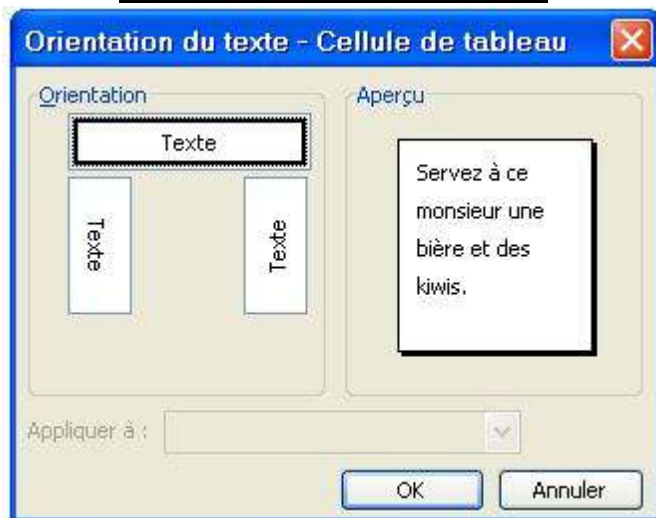 Orientation du texte - Cellule de tableau
Orientation
Texte
Texte
Texte
Aperçu
Servez à ce
monsieur une
bière et des
kiwis.
Appliquer à :
OK
Annuler